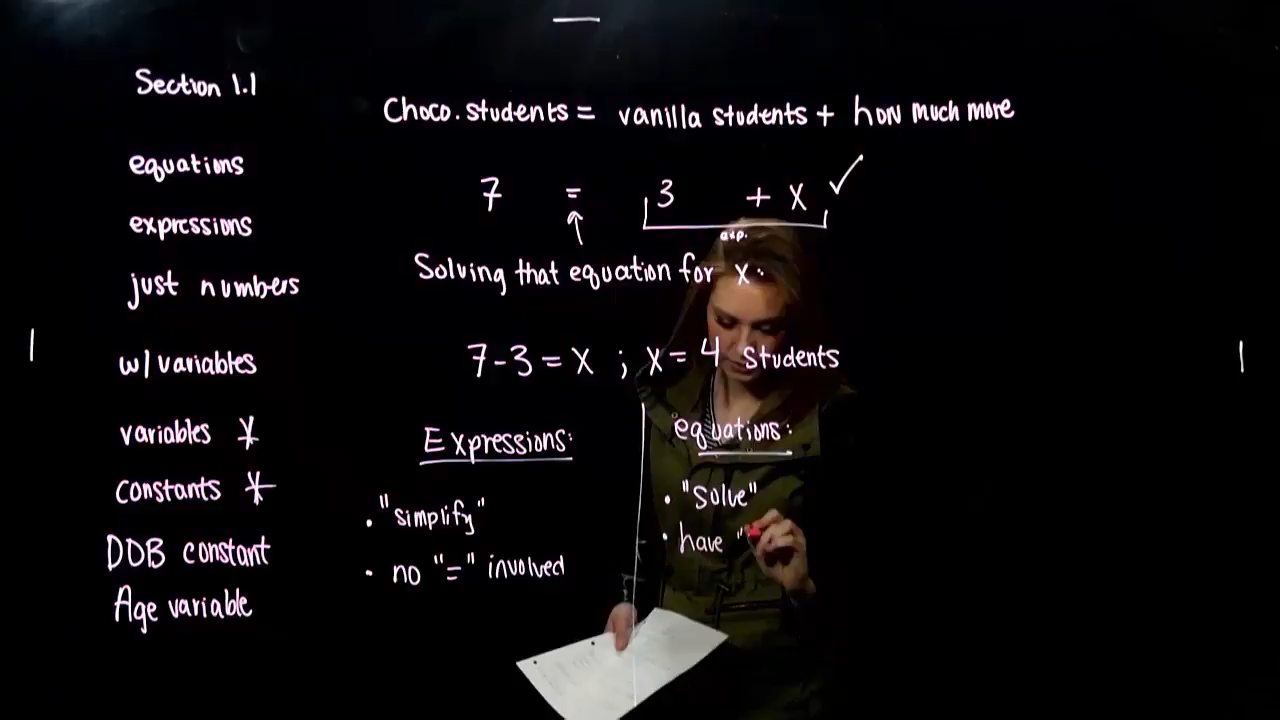 Section 1.1
equations
expressions
just numbers
w/ variables
variables
constants
DOB constant
Age variable
Choco. students = vanilla students + how much more
7 = 3 + x ✓
↑ exp.
Solving that equation for x.
7-3 = x ; x = 4 students
Expressions:
• "simplify"
• no "=" involved
equations:
• "Solve"
• have "